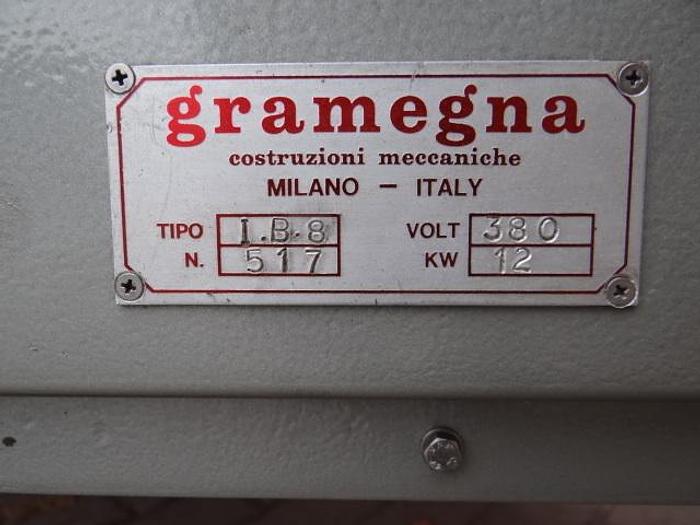 gramegna
costruzioni meccaniche
MILANO — ITALY
TIPO I.B.8 VOLT 380
N. 517 KW 12